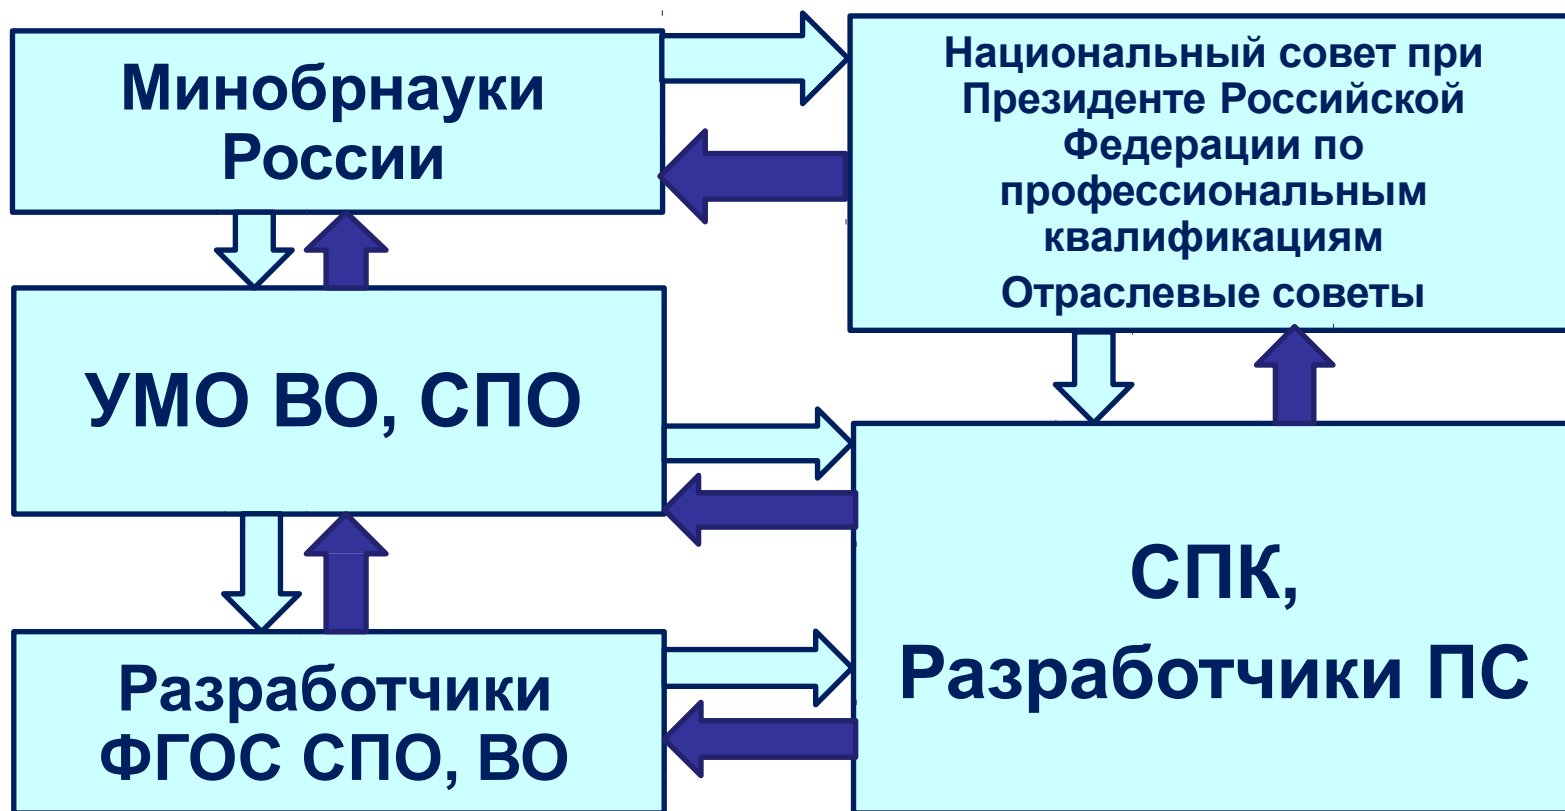 Минобрнауки
России
Национальный совет при
Президенте Российской
Федерации по
профессиональным
квалификациям
Отраслевые советы
УМО ВО, СПО
СПК,
Разработчики ПС
Разработчики
ФГОС СПО, ВО